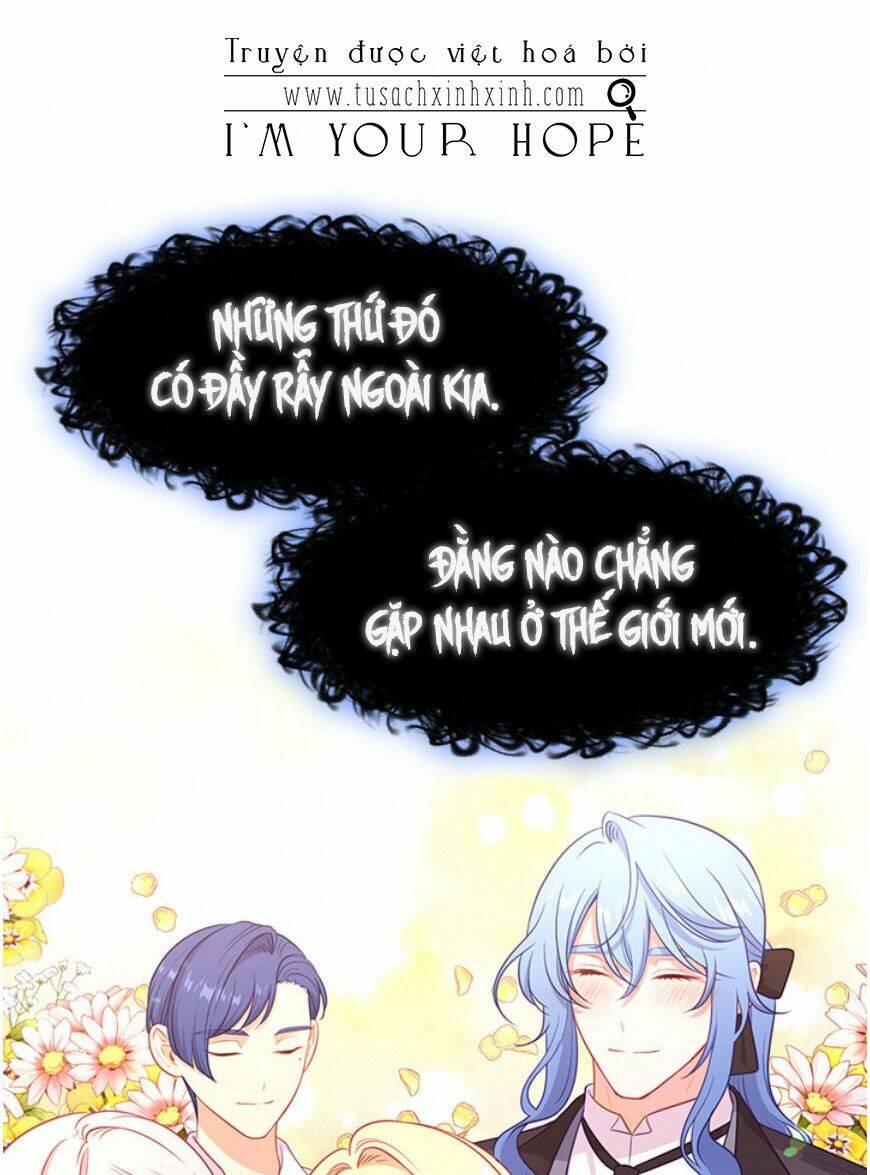 Truyện được việt hoá bởi
www.tusachxinhxinh.com
I'M YOUR HOPE
NHỮNG THỨ ĐÓ
CÓ ĐẦY RẪY NGOÀI KIA.
ĐẰNG NÀO CHẲNG
GẶP NHAU Ở THẾ GIỚI MỚI.